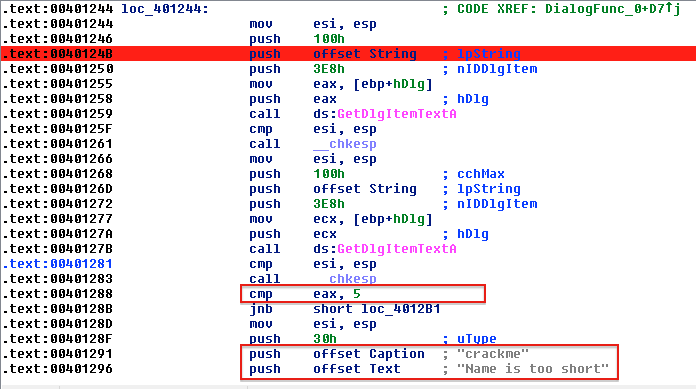 .text:00401244 loc_401244: ; CODE XREF: DialogFunc_0+D7↑j
.text:00401244 mov esi, esp
.text:00401246 push 100h
.text:0040124B push offset String ; lpString
.text:00401250 push 3E8h ; nIDDlgItem
.text:00401255 mov eax, [ebp+hDlg]
.text:00401258 push eax ; hDlg
.text:00401259 call ds:GetDlgItemTextA
.text:0040125F cmp esi, esp
.text:00401261 call __chkesp
.text:00401266 mov esi, esp
.text:00401268 push 100h ; cchMax
.text:0040126D push offset String ; lpString
.text:00401272 push 3E8h ; nIDDlgItem
.text:00401277 mov ecx, [ebp+hDlg]
.text:0040127A push ecx ; hDlg
.text:0040127B call ds:GetDlgItemTextA
.text:00401281 cmp esi, esp
.text:00401283 call __chkesp
.text:00401288 cmp eax, 5
.text:0040128B jnb short loc_4012B1
.text:0040128D mov esi, esp
.text:0040128F push 30h ; uType
.text:00401291 push offset Caption ; "crackme"
.text:00401296 push offset Text ; "Name is too short"